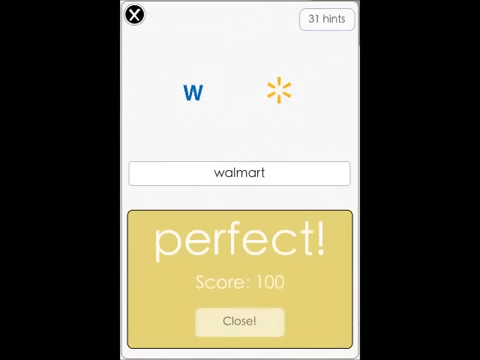 X
31 hints
W
walmart
perfect!
Score: 100
Close!